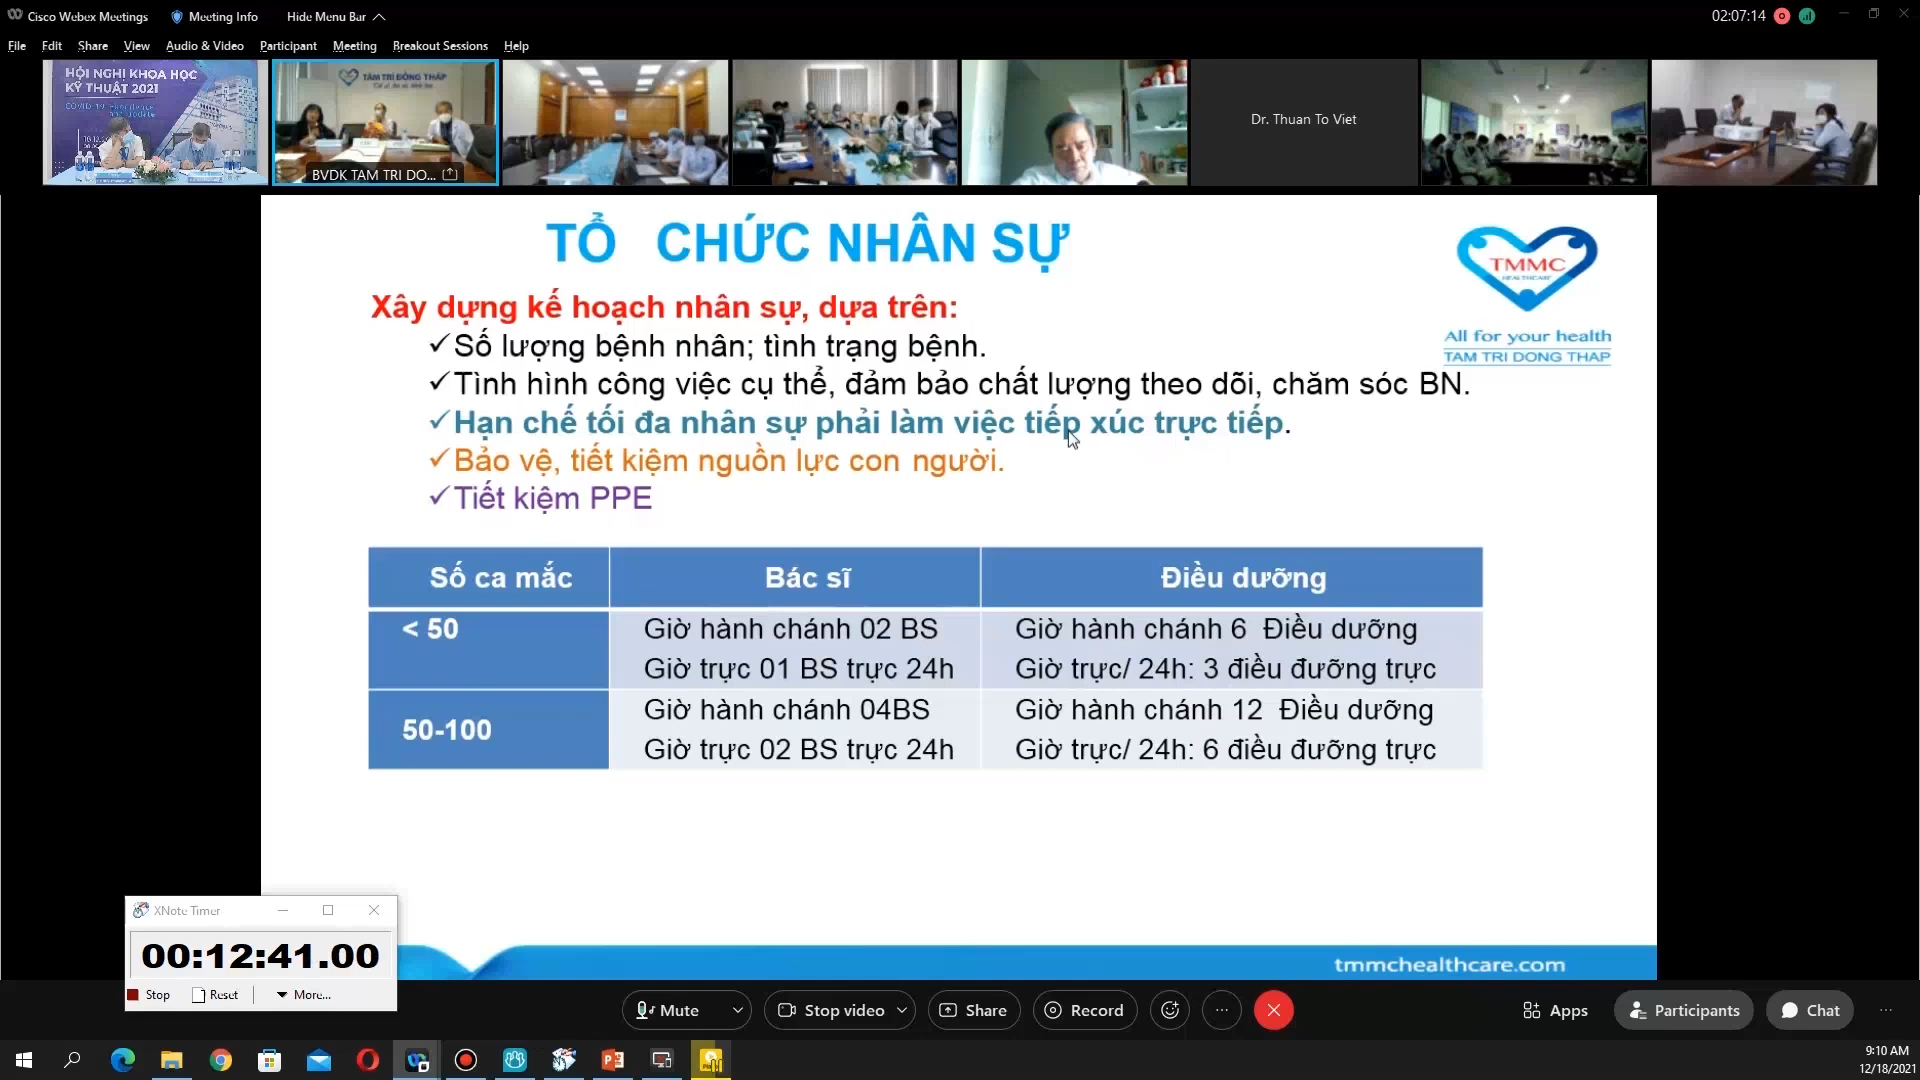 Cisco Webex Meetings
Meeting Info
Hide Menu Bar
02:07:14
File Edit Share View Audio & Video Participant Meeting Breakout Sessions Help
HỘI NGHỊ KHOA HỌC
KỸ THUẬT 2021
TÂM TRÍ ĐỒNG THÁP
BVDK TAM TRI DO...
Dr. Thuan To Viet
TỔ CHỨC NHÂN SỰ
TMMC
HEALTHCARE
All for your health
TAM TRI DONG THAP
Xây dựng kế hoạch nhân sự, dựa trên:
✓Số lượng bệnh nhân; tình trạng bệnh.
✓Tình hình công việc cụ thể, đảm bảo chất lượng theo dõi, chăm sóc BN.
✓Hạn chế tối đa nhân sự phải làm việc tiếp xúc trực tiếp.
✓Bảo vệ, tiết kiệm nguồn lực con người.
✓Tiết kiệm PPE
Số ca mắc Bác sĩ Điều dưỡng
< 50
Giờ hành chánh 02 BS
Giờ trực 01 BS trực 24h
Giờ hành chánh 6 Điều dưỡng
Giờ trực/ 24h: 3 điều đưỡng trực
50-100
Giờ hành chánh 04BS
Giờ trực 02 BS trực 24h
Giờ hành chánh 12 Điều dưỡng
Giờ trực/ 24h: 6 điều đưỡng trực
XNote Timer
00:12:41.00
Stop Reset More...
tmmchealthcare.com
Mute Stop video Share Record Apps Participants Chat
9:10 AM
12/18/2021